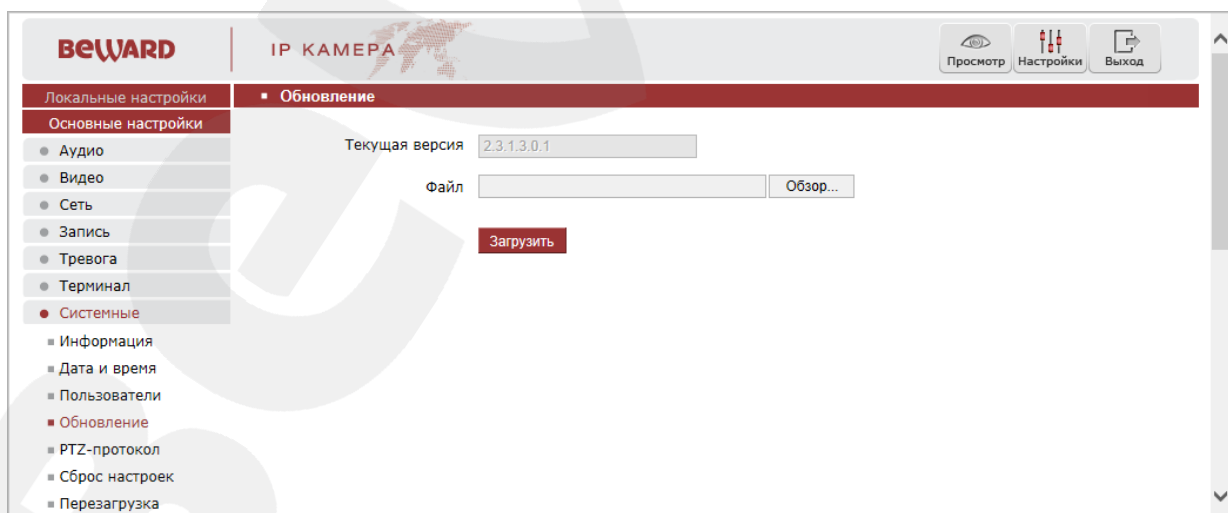 BEWARD
IP КАМЕРА
Просмотр
Настройки
Выход
Локальные настройки
Обновление
Основные настройки
Аудио
Видео
Сеть
Запись
Тревога
Терминал
Системные
Информация
Дата и время
Пользователи
Обновление
PTZ-протокол
Сброс настроек
Перезагрузка
Текущая версия 2.3.1.3.0.1
Файл Обзор...
Загрузить